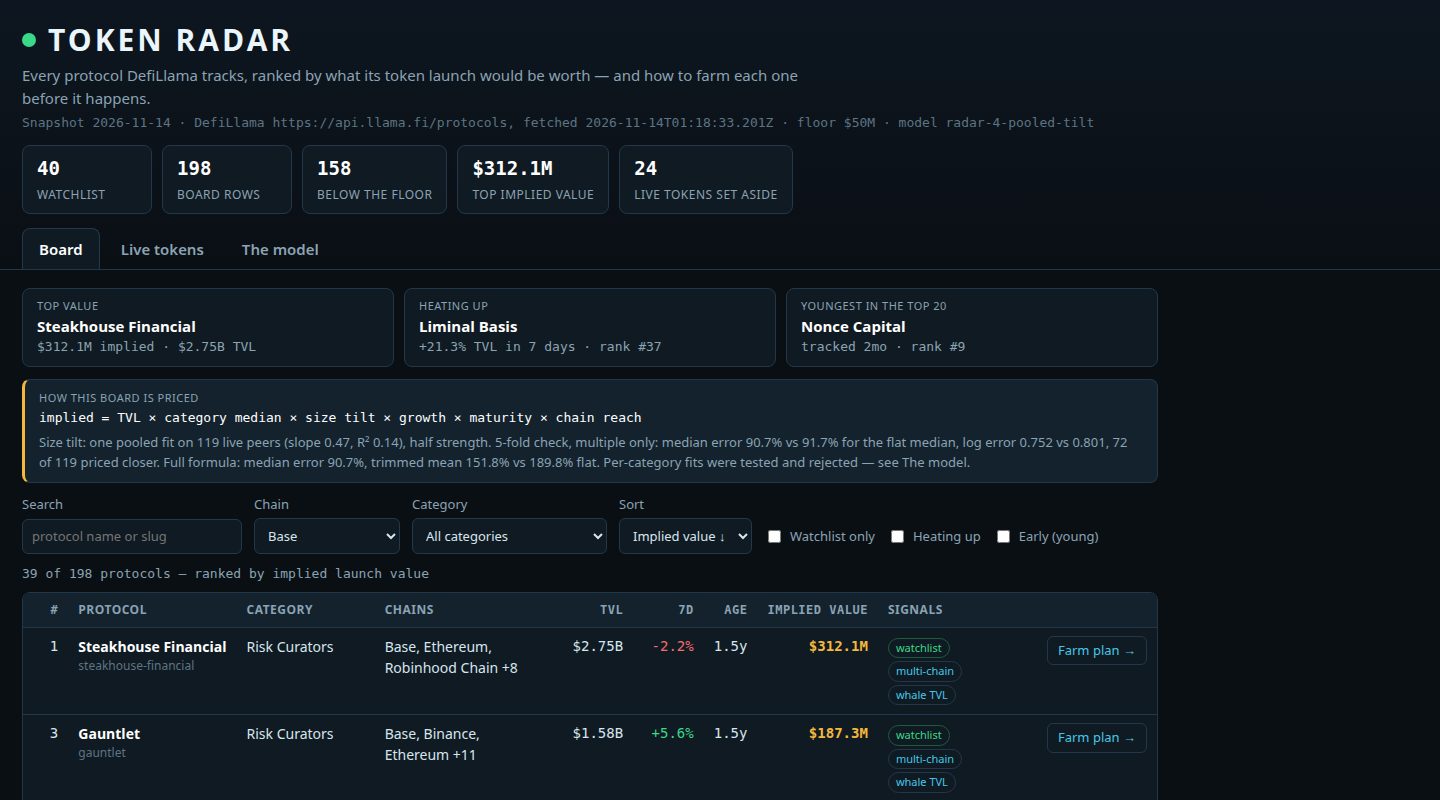 TOKEN RADAR
Every protocol DefiLlama tracks, ranked by what its token launch would be worth — and how to farm each one
before it happens.
Snapshot 2026-11-14 · DefiLlama https://api.llama.fi/protocols, fetched 2026-11-14T01:18:33.201Z · floor $50M · model radar-4-pooled-tilt
40 198 158 $312.1M 24
WATCHLIST BOARD ROWS BELOW THE FLOOR TOP IMPLIED VALUE LIVE TOKENS SET ASIDE
Board Live tokens The model
TOP VALUE HEATING UP YOUNGEST IN THE TOP 20
Steakhouse Financial Liminal Basis Nonce Capital
$312.1M implied · $2.75B TVL +21.3% TVL in 7 days · rank #37 tracked 2mo · rank #9
HOW THIS BOARD IS PRICED
implied = TVL × category median × size tilt × growth × maturity × chain reach
Size tilt: one pooled fit on 119 live peers (slope 0.47, R² 0.14), half strength. 5-fold check, multiple only: median error 90.7% vs 91.7% for the flat median, log error 0.752 vs 0.801, 72
of 119 priced closer. Full formula: median error 90.7%, trimmed mean 151.8% vs 189.8% flat. Per-category fits were tested and rejected — see The model.
Search Chain Category Sort
protocol name or slug Base All categories Implied value ↓ Watchlist only Heating up Early (young)
39 of 198 protocols — ranked by implied launch value
# PROTOCOL CATEGORY CHAINS TVL 7D AGE IMPLIED VALUE SIGNALS
1 Steakhouse Financial Risk Curators Base, Ethereum, $2.75B -2.2% 1.5y $312.1M watchlist Farm plan →
steakhouse-financial Robinhood Chain +8 multi-chain
whale TVL
3 Gauntlet Risk Curators Base, Binance, $1.58B +5.6% 1.5y $187.3M watchlist Farm plan →
gauntlet Ethereum +11 multi-chain
whale TVL